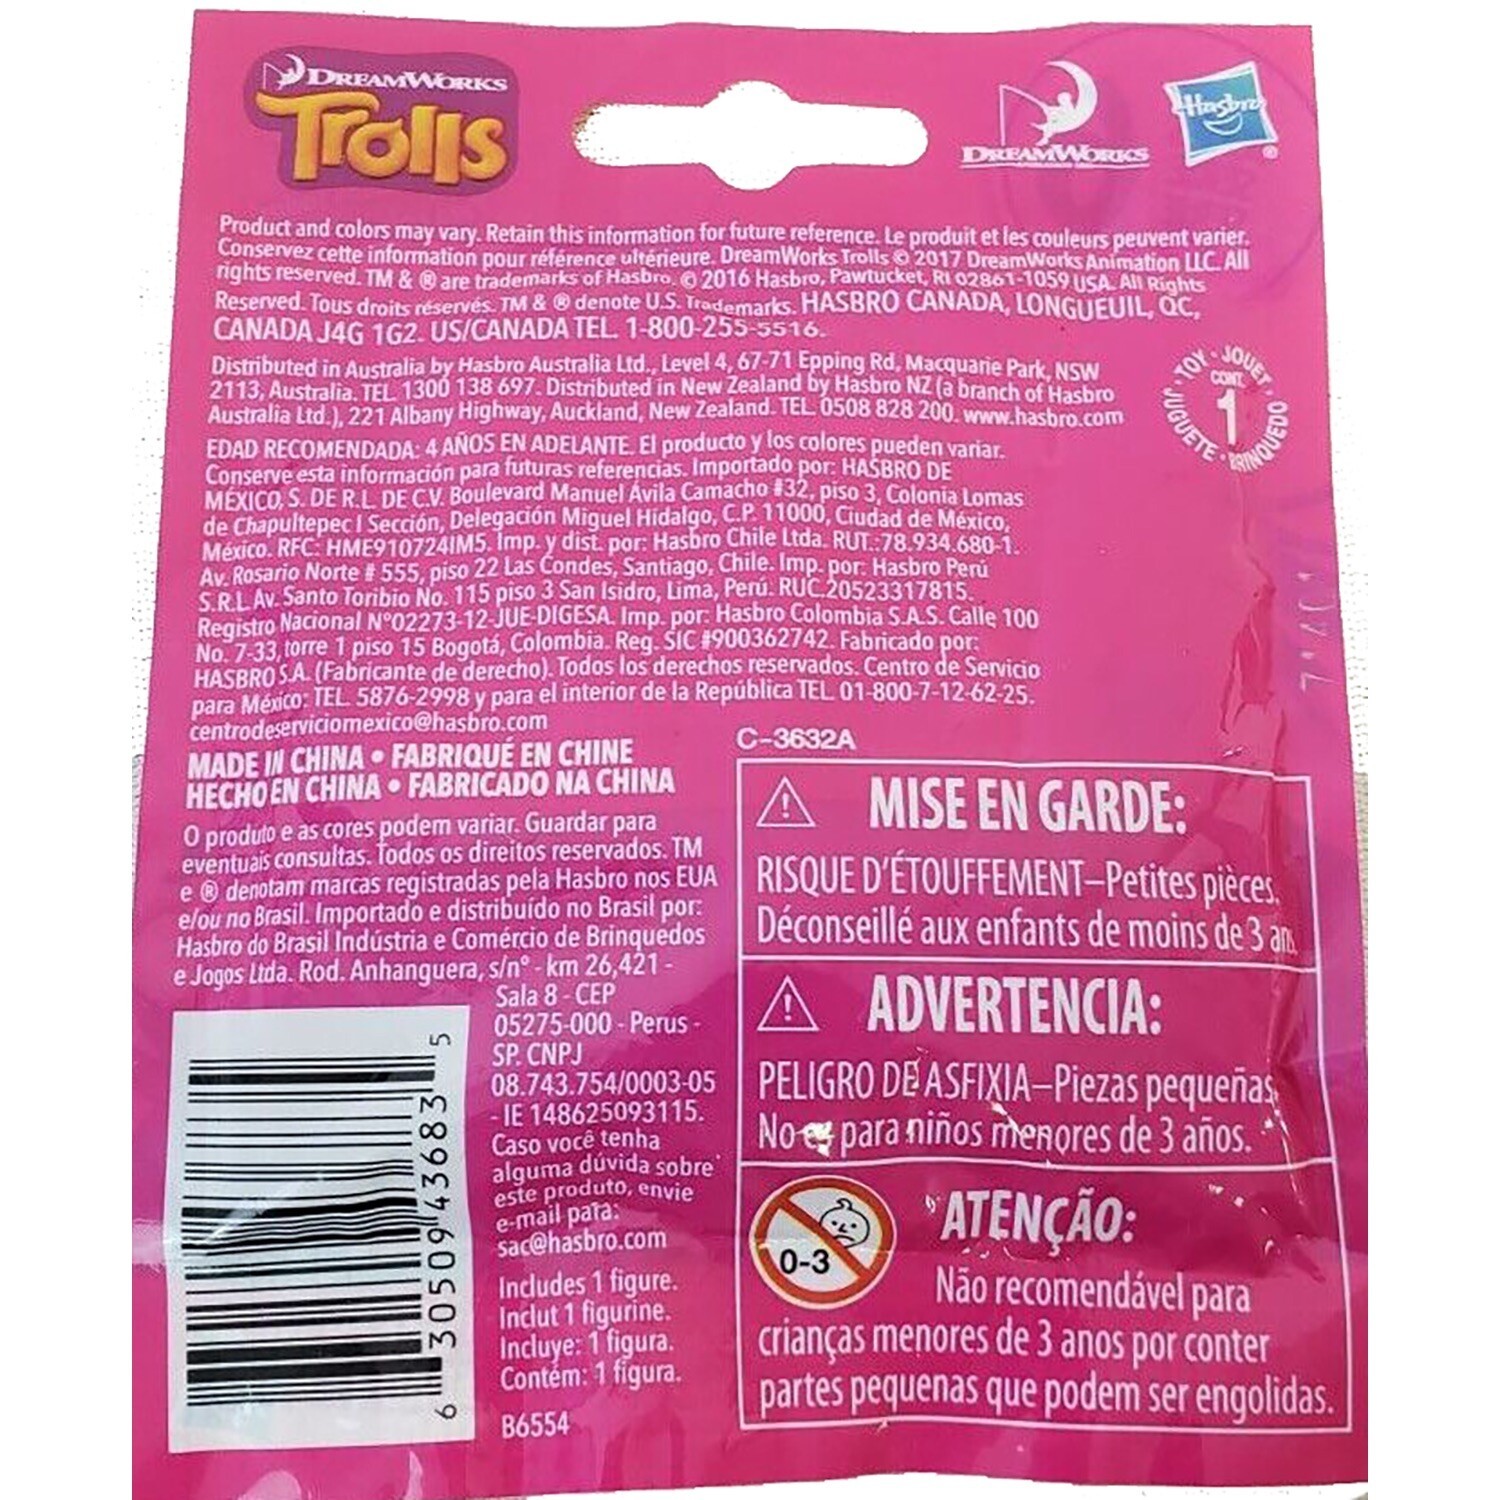 DREAMWORKS
Trolls
DREAMWORKS
Hasbro
Product and colors may vary. Retain this information for future reference. Le produit et les couleurs peuvent varier.
Conservez cette information pour référence ultérieure. DreamWorks Trolls © 2017 DreamWorks Animation LLC. All
rights reserved. TM & ® are trademarks of Hasbro. © 2016 Hasbro, Pawtucket, RI 02861-1059 USA. All Rights
Reserved. Tous droits réservés. TM & ® denote U.S. Trademarks. HASBRO CANADA, LONGUEUIL, QC,
CANADA J4G 1G2. US/CANADA TEL. 1-800-255-5516.
Distributed in Australia by Hasbro Australia Ltd., Level 4, 67-71 Epping Rd, Macquarie Park, NSW
2113, Australia. TEL. 1300 138 697. Distributed in New Zealand by Hasbro NZ (a branch of Hasbro
Australia Ltd.), 221 Albany Highway, Auckland, New Zealand. TEL. 0508 828 200. www.hasbro.com
TOY · JOUET · BRINQUEDO · JUGUETE ·
CONT.
1
EDAD RECOMENDADA: 4 AÑOS EN ADELANTE. El producto y los colores pueden variar.
Conserve esta información para futuras referencias. Importado por: HASBRO DE
MÉXICO, S. DE R.L. DE C.V. Boulevard Manuel Ávila Camacho #32, piso 3, Colonia Lomas
de Chapultepec I Sección, Delegación Miguel Hidalgo, C.P. 11000, Ciudad de México,
México. RFC: HME910724IM5. Imp. y dist. por: Hasbro Chile Ltda. RUT.:78.934.680-1.
Av. Rosario Norte # 555, piso 22 Las Condes, Santiago, Chile. Imp. por: Hasbro Perú
S.R.L. Av. Santo Toribio No. 115 piso 3 San Isidro, Lima, Perú. RUC.20523317815.
Registro Nacional N°02273-12-JUE-DIGESA. Imp. por: Hasbro Colombia S.A.S. Calle 100
No. 7-33, torre 1 piso 15 Bogotá, Colombia. Reg. SIC #900362742. Fabricado por:
HASBRO S.A. (Fabricante de derecho). Todos los derechos reservados. Centro de Servicio
para México: TEL. 5876-2998 y para el interior de la República TEL. 01-800-7-12-62-25.
centrodeserviciomexico@hasbro.com
MADE IN CHINA • FABRIQUÉ EN CHINE
HECHO EN CHINA • FABRICADO NA CHINA
O produto e as cores podem variar. Guardar para
eventuais consultas. Todos os direitos reservados. TM
e ® denotam marcas registradas pela Hasbro nos EUA
e/ou no Brasil. Importado e distribuído no Brasil por:
Hasbro do Brasil Indústria e Comércio de Brinquedos
e Jogos Ltda. Rod. Anhanguera, s/n° - km 26,421 -
Sala 8 - CEP
05275-000 - Perus -
SP. CNPJ
08.743.754/0003-05
- IE 148625093115.
Caso você tenha
alguma dúvida sobre
este produto, envie
e-mail para:
sac@hasbro.com
Includes 1 figure.
Inclut 1 figurine.
Incluye: 1 figura.
Contém: 1 figura.
B6554
6 30509 43683 5
C-3632A
MISE EN GARDE:
RISQUE D'ÉTOUFFEMENT–Petites pièces.
Déconseillé aux enfants de moins de 3 ans.
ADVERTENCIA:
PELIGRO DE ASFIXIA–Piezas pequeñas.
No es para niños menores de 3 años.
0-3
ATENÇÃO:
Não recomendável para
crianças menores de 3 anos por conter
partes pequenas que podem ser engolidas.